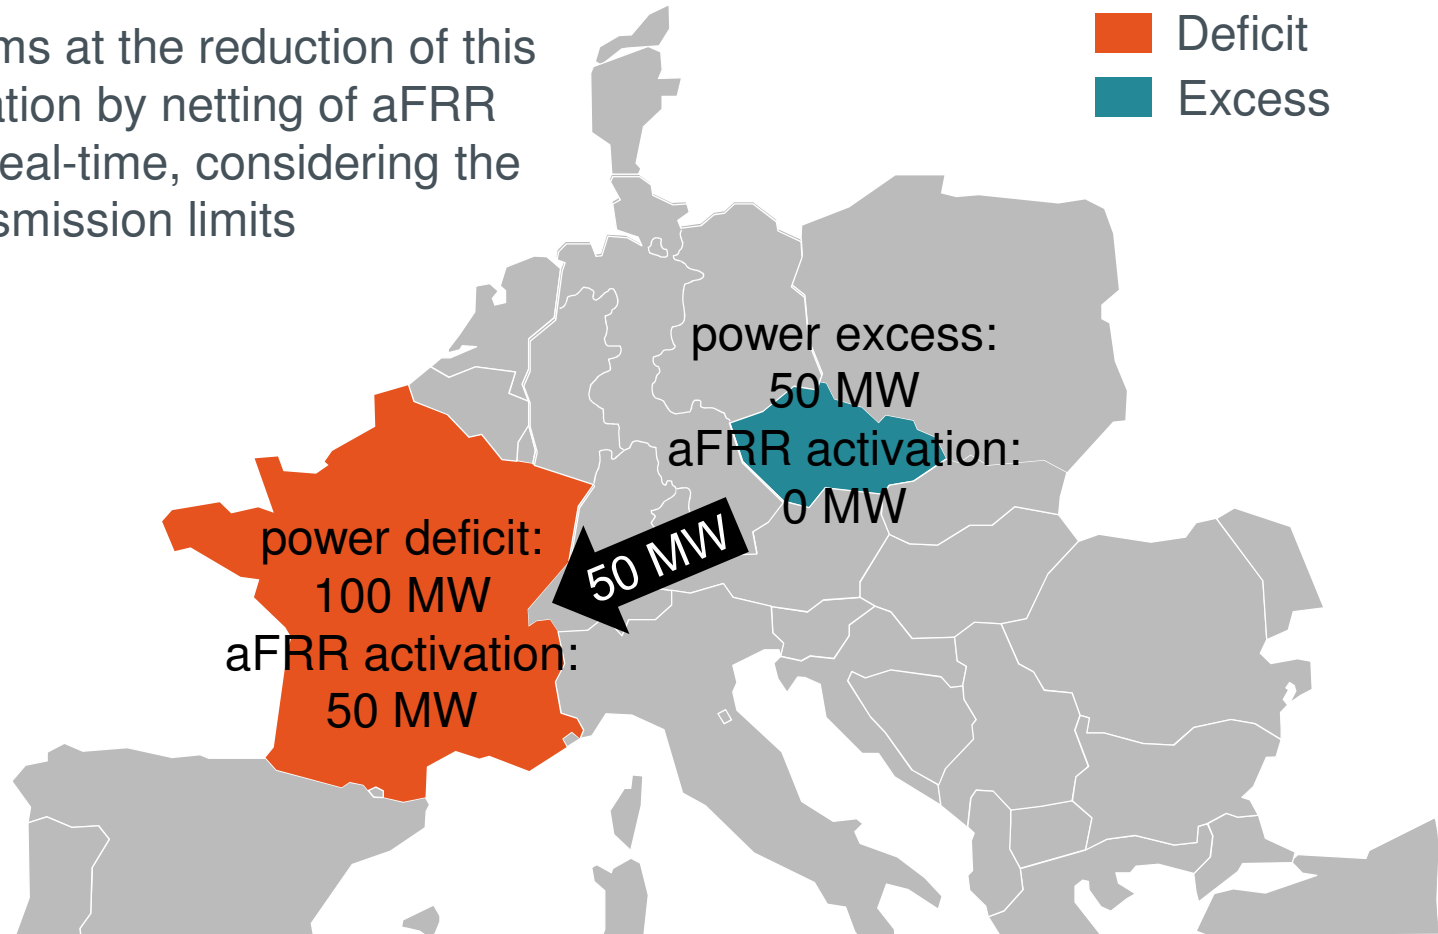 ms at the reduction of this
ation by netting of aFRR
eal-time, considering the
smission limits
Deficit
Excess
power excess:
50 MW
aFRR activation:
0 MW
50 MW
power deficit:
100 MW
aFRR activation:
50 MW